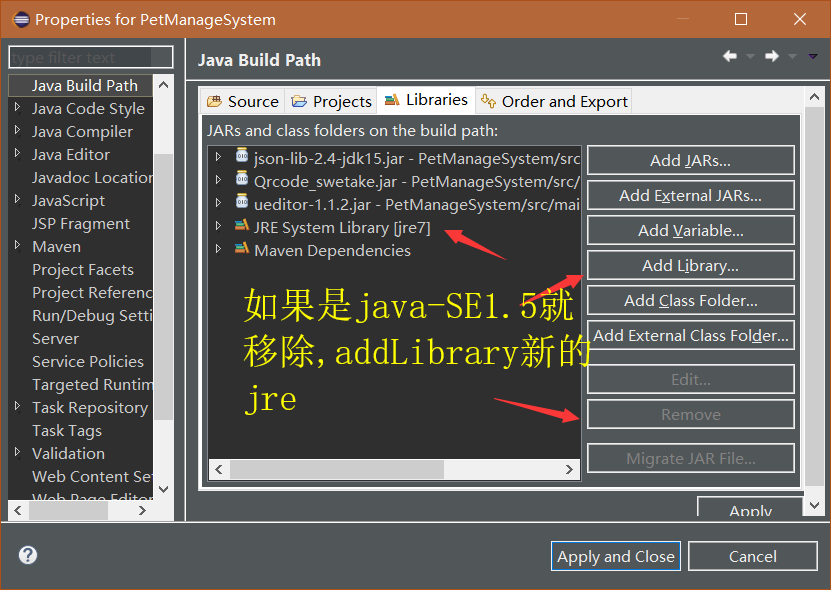 Properties for PetManageSystem
type filter text
Java Build Path
Java Code Style
Java Compiler
Java Editor
Javadoc Location
JavaScript
JSP Fragment
Maven
Project Facets
Project Referenc
Run/Debug Setti
Server
Service Policies
Targeted Runtim
Task Repository
Task Tags
Validation
Web Content Se
Web Page Editor
Java Build Path
Source
Projects
Libraries
Order and Export
JARs and class folders on the build path:
json-lib-2.4-jdk15.jar - PetManageSystem/src
Qrcode_swetake.jar - PetManageSystem/src/
ueditor-1.1.2.jar - PetManageSystem/src/mai
JRE System Library [jre7]
Maven Dependencies
如果是java-SE1.5就
移除,addLibrary新的
jre
Add JARs...
Add External JARs...
Add Variable...
Add Library...
Add Class Folder...
Add External Class Folder...
Edit...
Remove
Migrate JAR File...
Apply
Apply and Close
Cancel